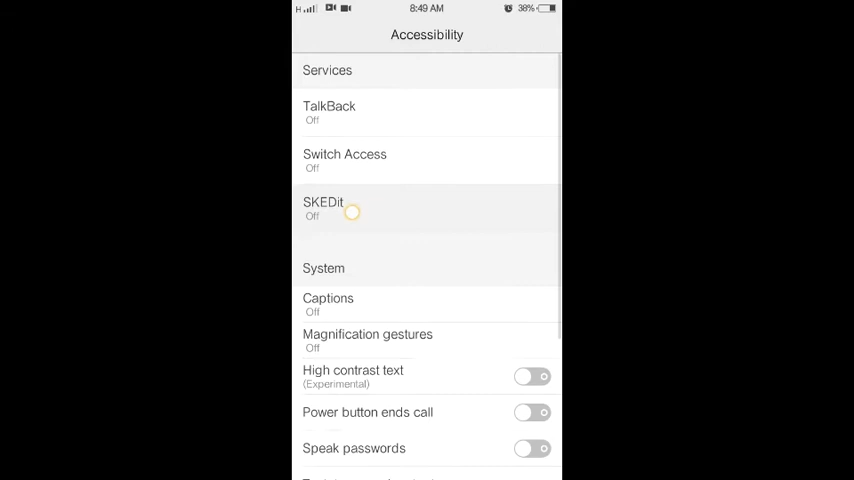 H 8:49 AM 38%
Accessibility
Services
TalkBack
Off
Switch Access
Off
SKEDit
Off
System
Captions
Off
Magnification gestures
Off
High contrast text
(Experimental)
Power button ends call
Speak passwords